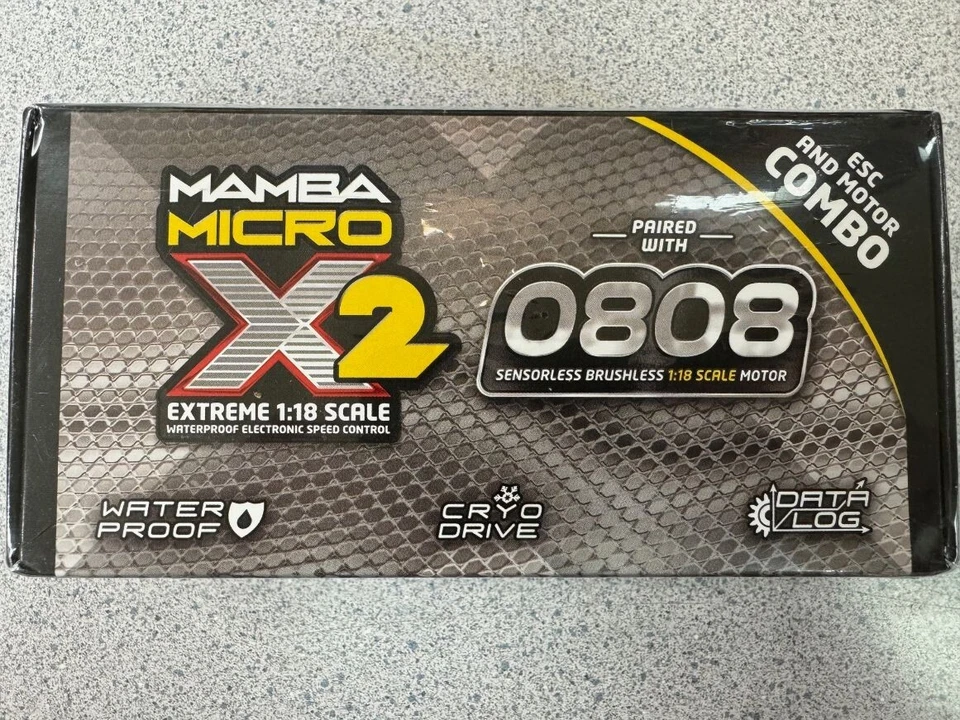 MAMBA
MICRO
X2
EXTREME 1:18 SCALE
WATERPROOF ELECTRONIC SPEED CONTROL
PAIRED
WITH
0808
SENSORLESS BRUSHLESS 1:18 SCALE MOTOR
ESC
AND MOTOR
COMBO
WATER
PROOF
CRYO
DRIVE
DATA
LOG